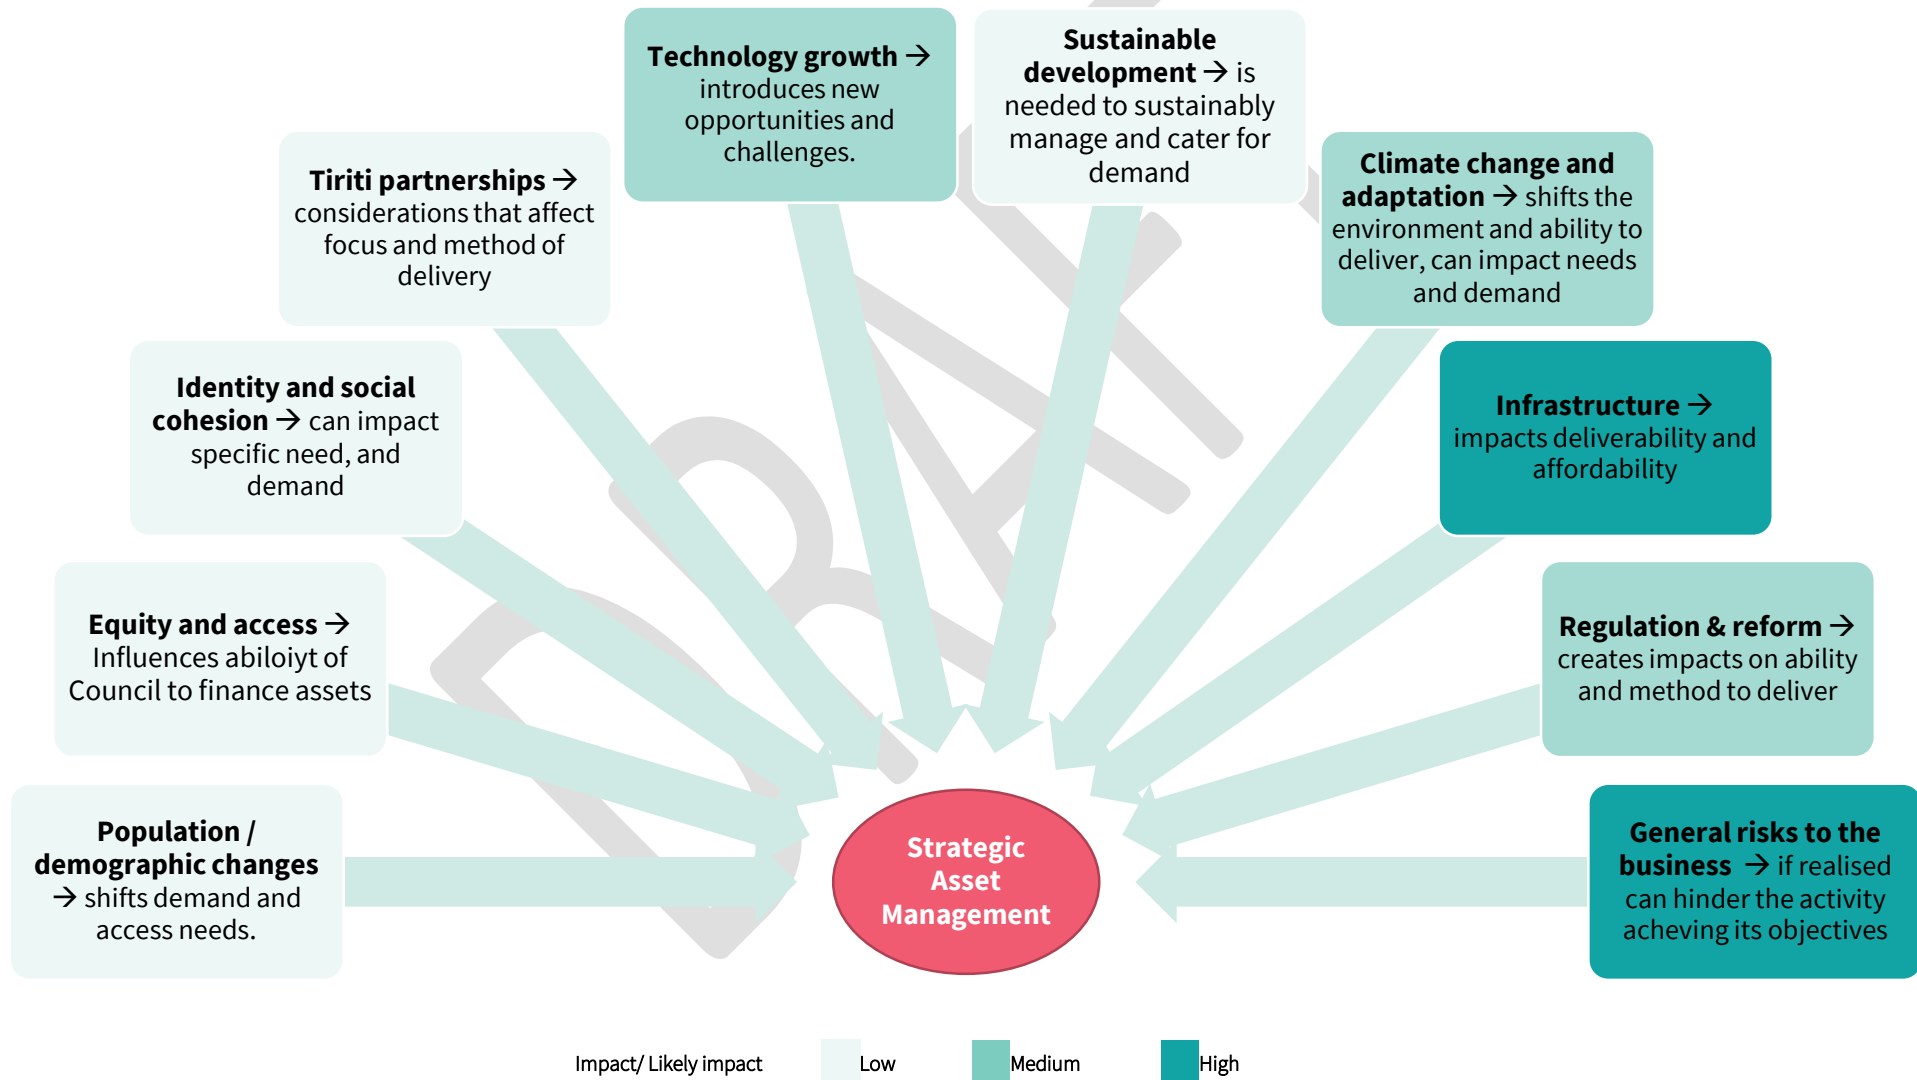 Technology growth →
introduces new
opportunities and
challenges.
Sustainable
development → is
needed to sustainably
manage and cater for
demand
Tiriti partnerships →
considerations that affect
focus and method of
delivery
Climate change and
adaptation → shifts the
environment and ability to
deliver, can impact needs
and demand
Identity and social
cohesion → can impact
specific need, and
demand
Infrastructure →
impacts deliverability and
affordability
Equity and access →
Influences abiloiyt of
Council to finance assets
Regulation & reform →
creates impacts on ability
and method to deliver
Population /
demographic changes
→ shifts demand and
access needs.
General risks to the
business → if realised
can hinder the activity
acheving its objectives
Strategic
Asset
Management
DRAFT
Impact/ Likely impact Low Medium High